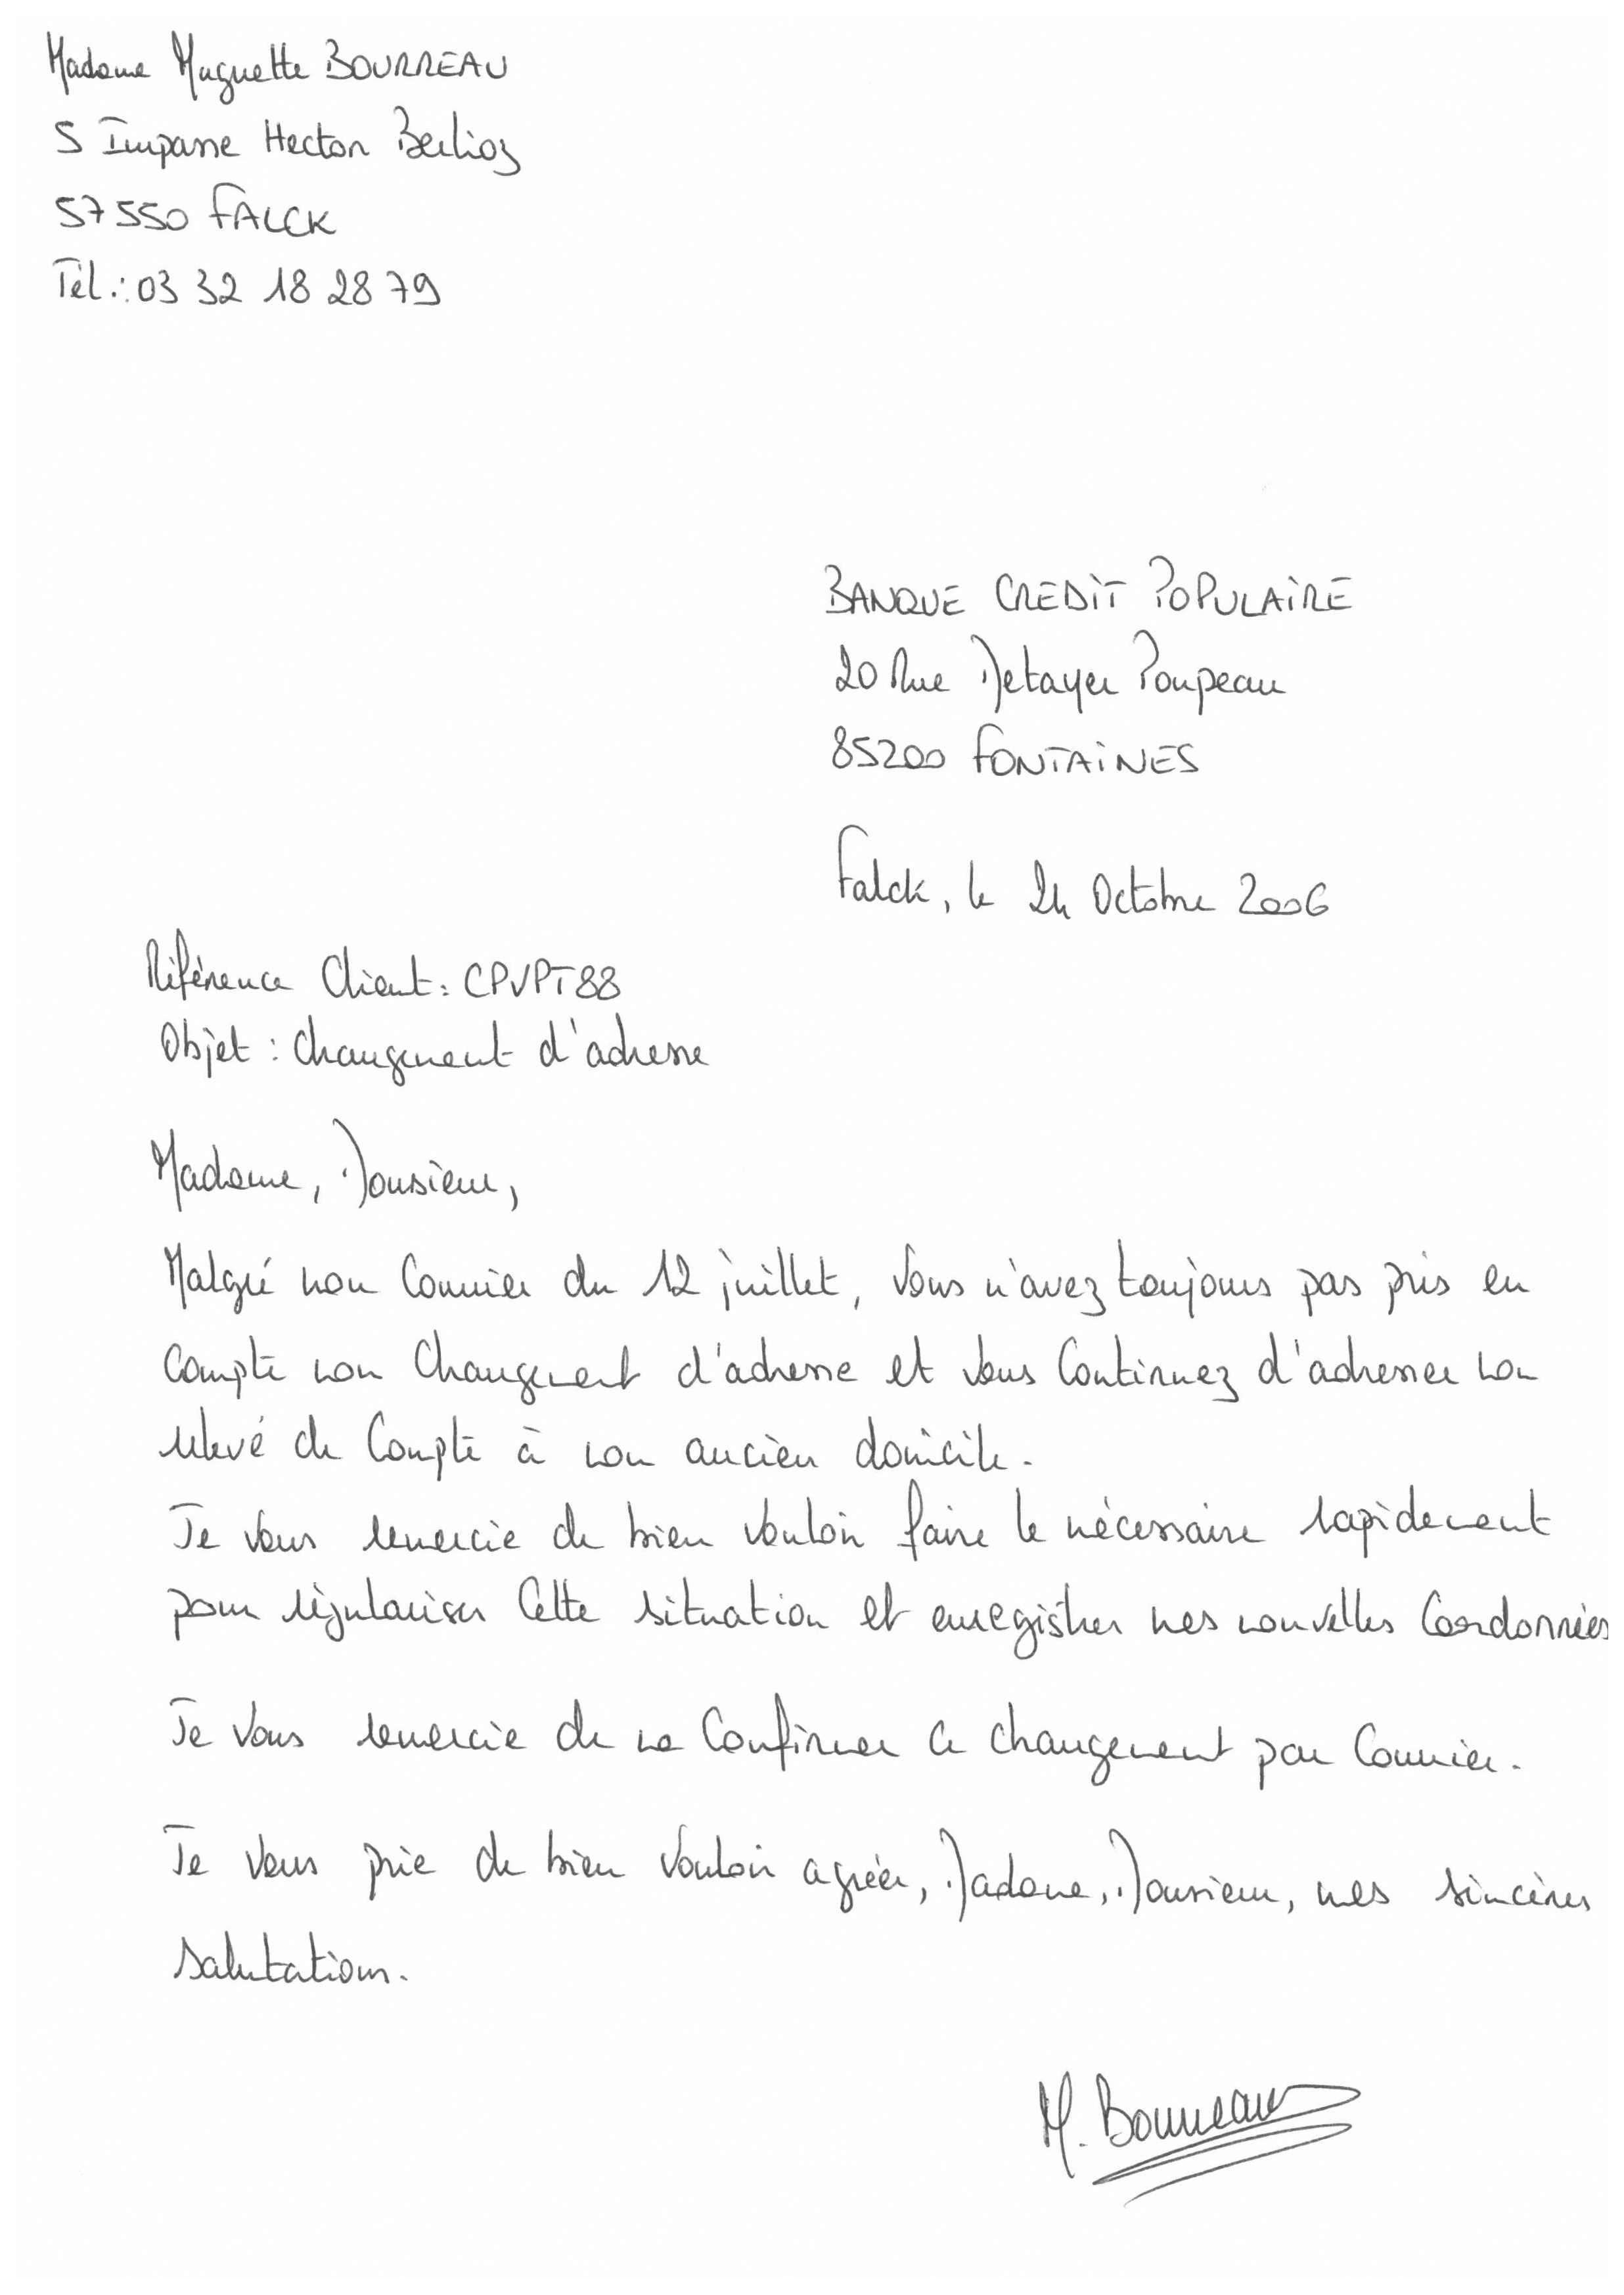 Madame Muguette BOURREAU
5 Impasse Hector Berlioz
57550 FALCK
Tél.: 03 32 18 28 79
BANQUE CREDIT POPULAIRE
20 Rue Metayer Poupeau
85200 FONTAINES
Falck, le 24 Octobre 2006
Référence Client: CPVPT88
Objet : Changement d'adresse
Madame, Monsieur,
Malgré mon Courrier du 12 juillet, vous n'avez toujours pas pris en
Compte mon Changement d'adresse et vous Continuez d'adresser mon
relevé de Compte à mon ancien domicile.
Je vous remercie de bien vouloir faire le nécessaire rapidement
pour régulariser Cette situation et enregistrer mes nouvelles Coordonnées
Je vous remercie de me Confirmer ce changement par Courrier.
Je vous prie de bien vouloir agréer, Madame, Monsieur, mes sincères
salutations.
M. Bourreau